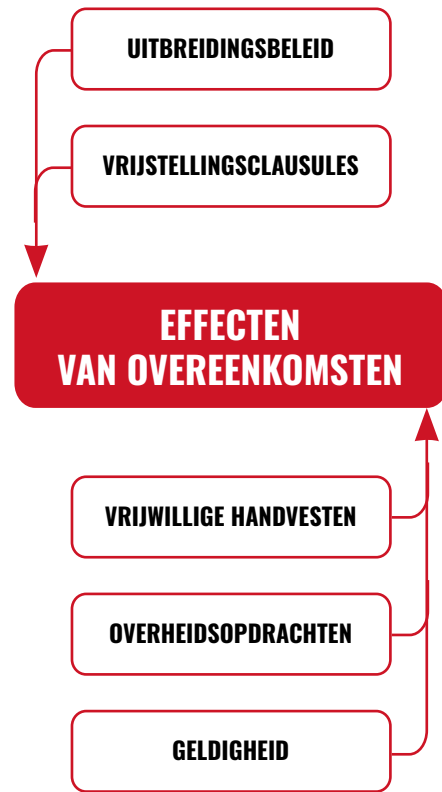 UITBREIDINGSBELEID
VRIJSTELLINGSCLAUSULES
EFFECTEN
VAN OVEREENKOMSTEN
VRIJWILLIGE HANDVESTEN
OVERHEIDSOPDRACHTEN
GELDIGHEID